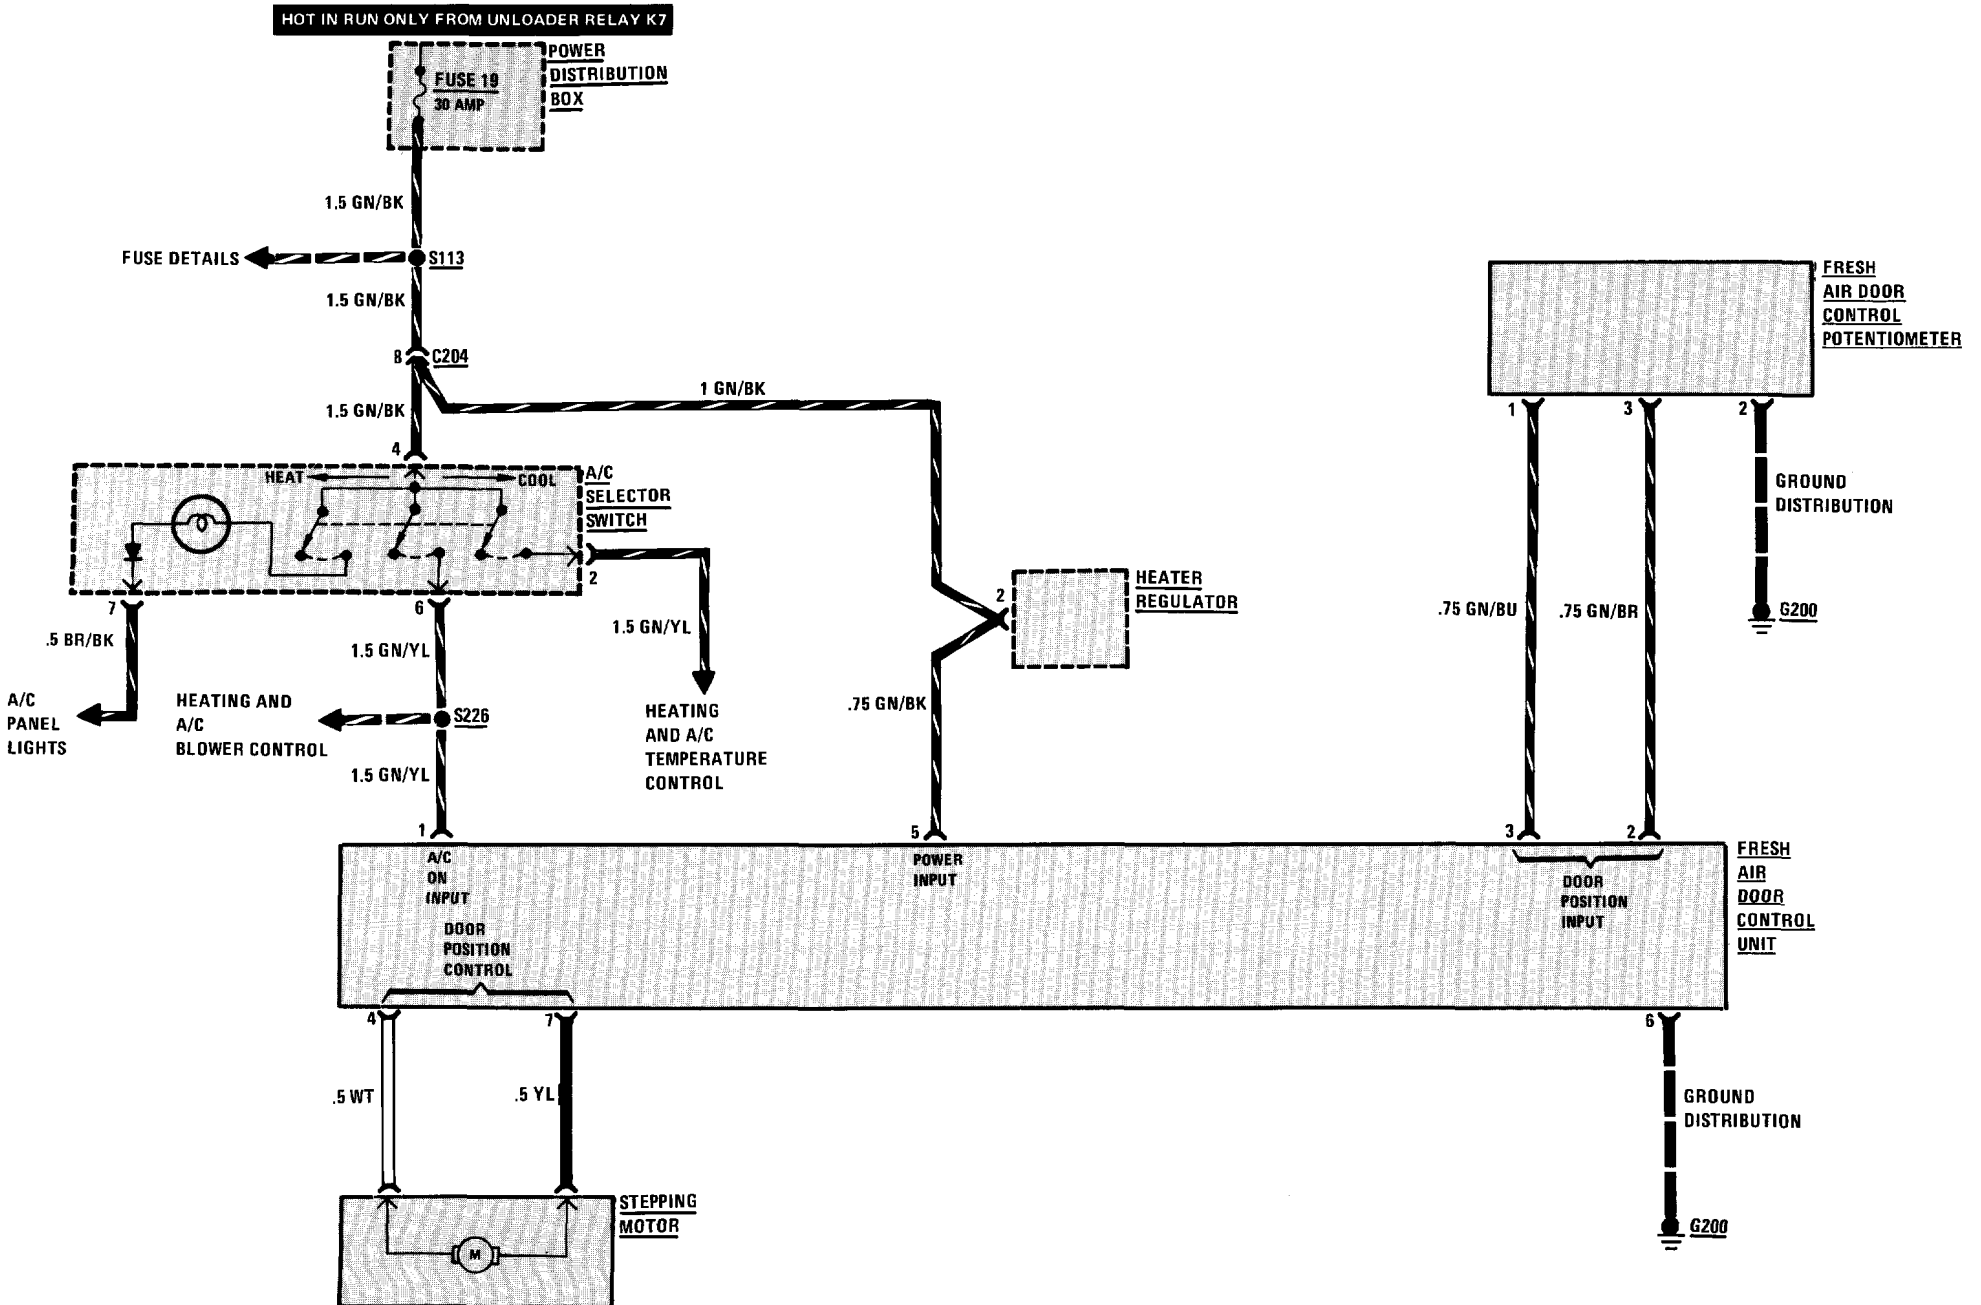 HOT IN RUN ONLY FROM UNLOADER RELAY K7
POWER
DISTRIBUTION
BOX
FUSE 19
30 AMP
1.5 GN/BK
FUSE DETAILS
S113
1.5 GN/BK
8
C204
1.5 GN/BK
1 GN/BK
4
HEAT
COOL
A/C
SELECTOR
SWITCH
2
7
6
.5 BR/BK
1.5 GN/YL
1.5 GN/YL
A/C
PANEL
LIGHTS
HEATING AND
A/C
BLOWER CONTROL
S226
HEATING
AND A/C
TEMPERATURE
CONTROL
1.5 GN/YL
2
HEATER
REGULATOR
.75 GN/BK
FRESH
AIR DOOR
CONTROL
POTENTIOMETER
1
3
2
GROUND
DISTRIBUTION
.75 GN/BU
.75 GN/BR
G200
1
5
3
2
A/C
ON
INPUT
POWER
INPUT
DOOR
POSITION
INPUT
FRESH
AIR
DOOR
CONTROL
UNIT
DOOR
POSITION
CONTROL
4
7
6
.5 WT
.5 YL
GROUND
DISTRIBUTION
G200
STEPPING
MOTOR
M